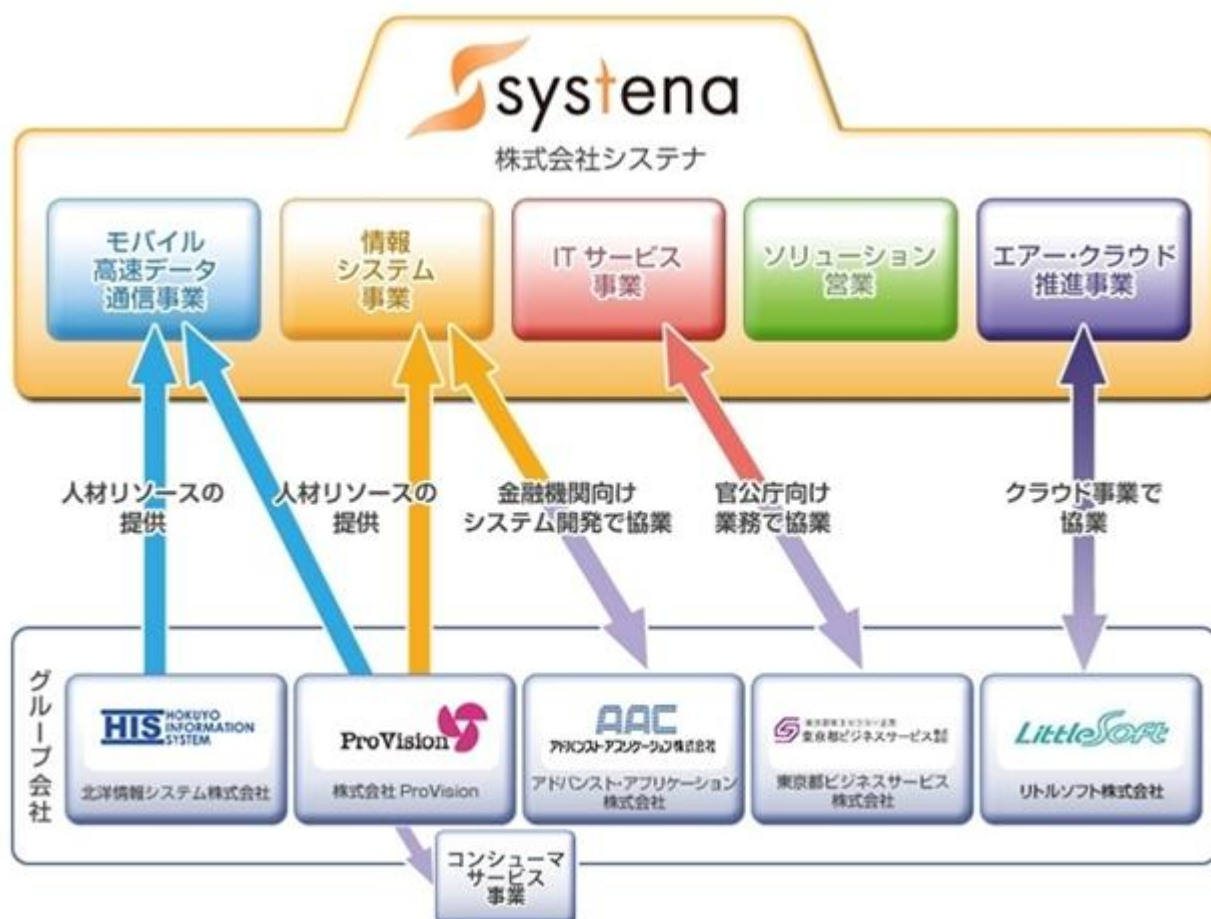 systena
株式会社システナ
モバイル
高速データ
通信事業
情報
システム
事業
IT サービス
事業
ソリューション
営業
エアー・クラウド
推進事業
人材リソースの
提供
人材リソースの
提供
金融機関向け
システム開発で協業
官公庁向け
業務で協業
クラウド事業で
協業
グループ会社
HIS HOKUYO
INFORMATION
SYSTEM
北洋情報システム株式会社
ProVision
株式会社 ProVision
AAC
アドバンスト・アプリケーション株式会社
アドバンスト・アプリケーション
株式会社
東京都ビジネスサービス
東京都ビジネスサービス
株式会社
LittleSoft
リトルソフト株式会社
コンシューマ
サービス
事業